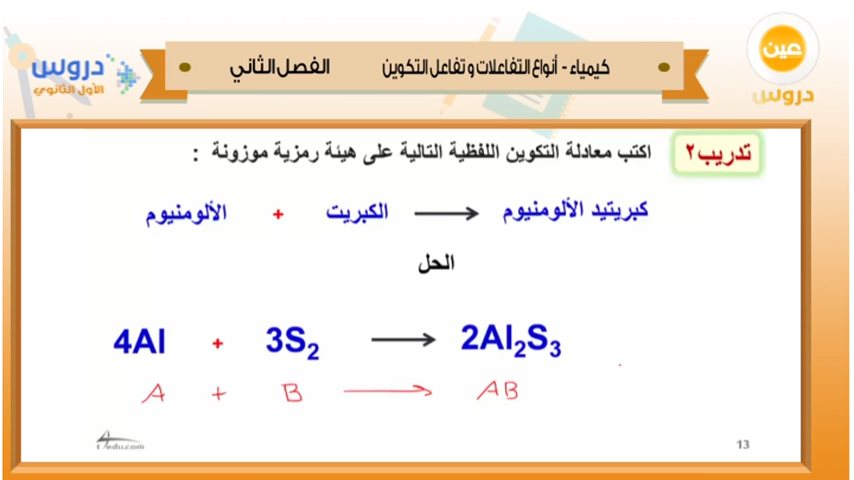 دروس
الأول الثانوي
كيمياء - أنواع التفاعلات و تفاعل التكوين الفصل الثاني
عين
دروس
تدريب ٢ اكتب معادلة التكوين اللفظية التالية على هيئة رمزية موزونة :
الألومنيوم + الكبريت ⟶ كبريتيد الألومنيوم
الحل
4Al + 3S₂ ⟶ 2Al₂S₃
A + B ⟶ AB
13